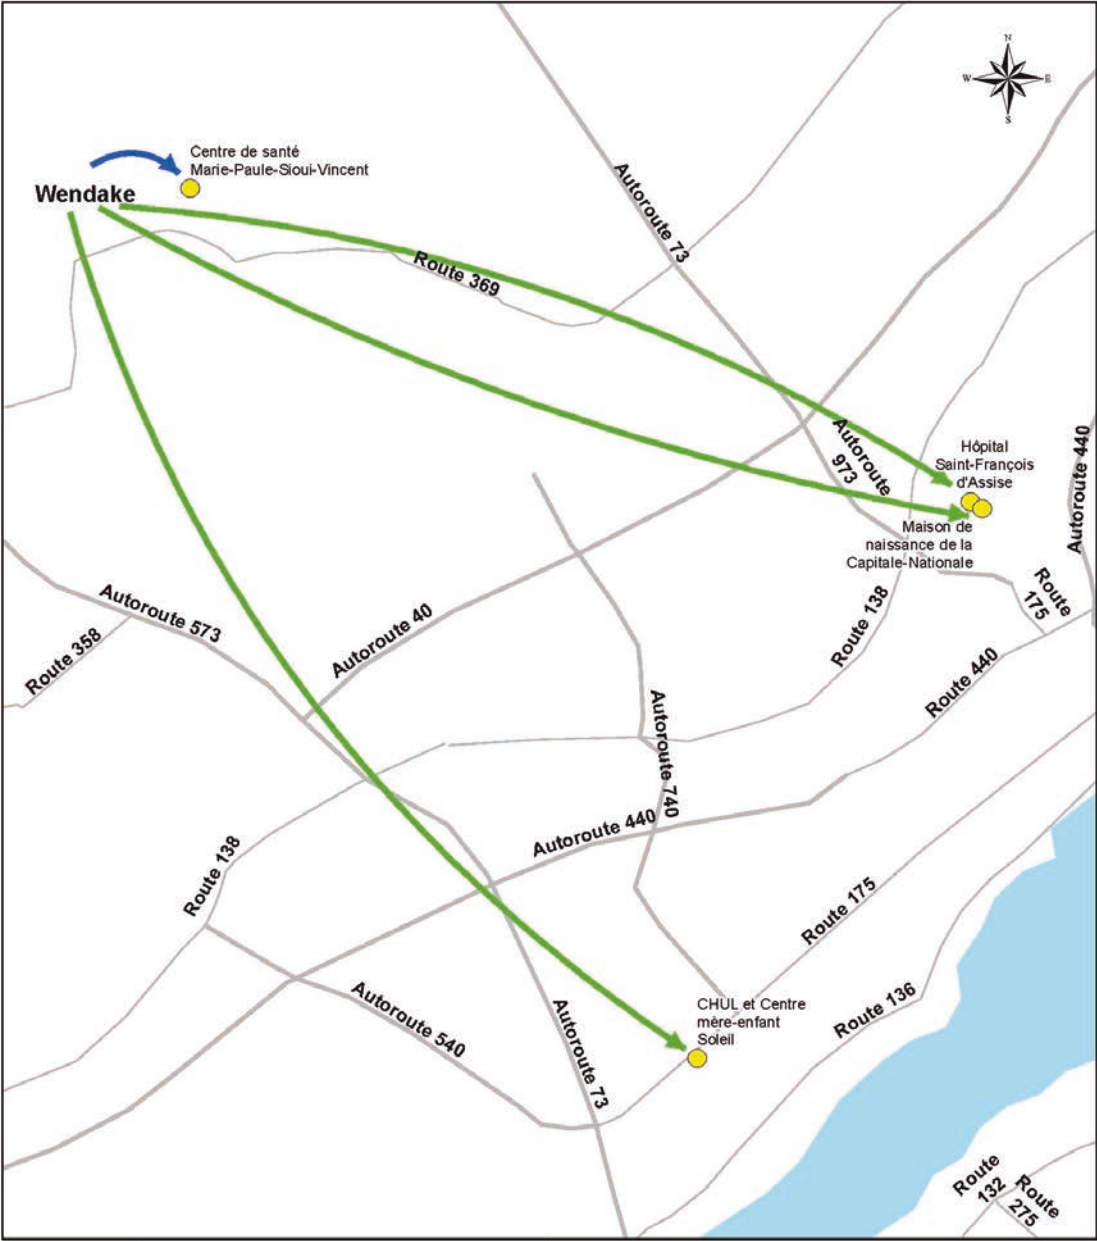 N
W
E
S
Centre de santé
Marie-Paule-Sioui-Vincent
Wendake
Autoroute 73
Route 369
Autoroute
973
Hôpital
Saint-François
d'Assise
Autoroute 440
Maison de
naissance de la
Capitale-Nationale
Route
175
Autoroute 573
Route 358
Autoroute 40
Route 138
Route 440
Autoroute 740
Autoroute 440
Route 138
Route 175
Autoroute 540
Autoroute 73
CHUL et Centre
mère-enfant
Soleil
Route 136
Route
132
Route
275